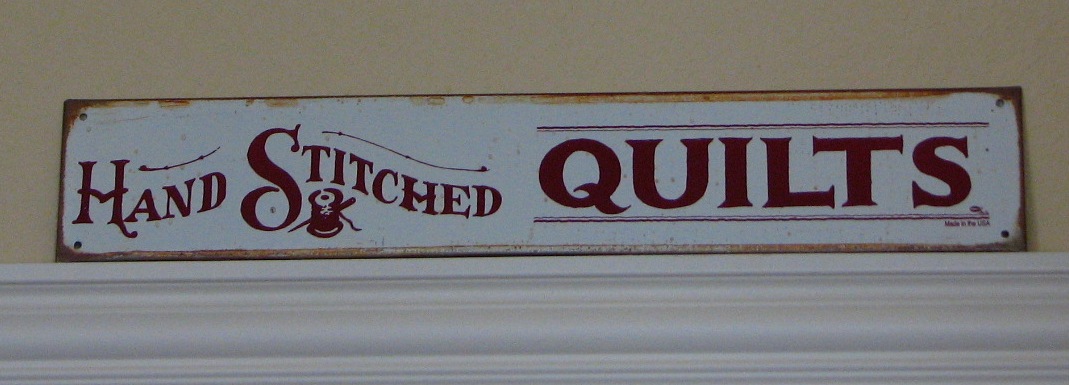 HAND STITCHED QUILTS
Made in the USA